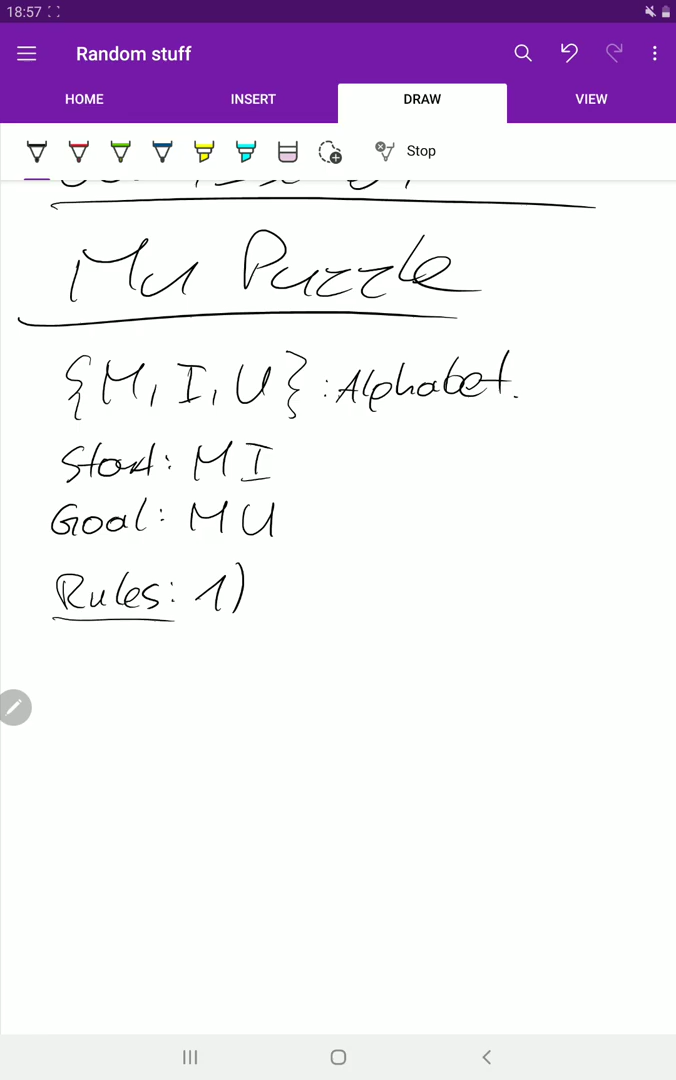 18:57
Random stuff
HOME INSERT DRAW VIEW
Stop
Mu Puzzle
{M, I, U} : Alphabet.
Start: MI
Goal: MU
Rules: 1)